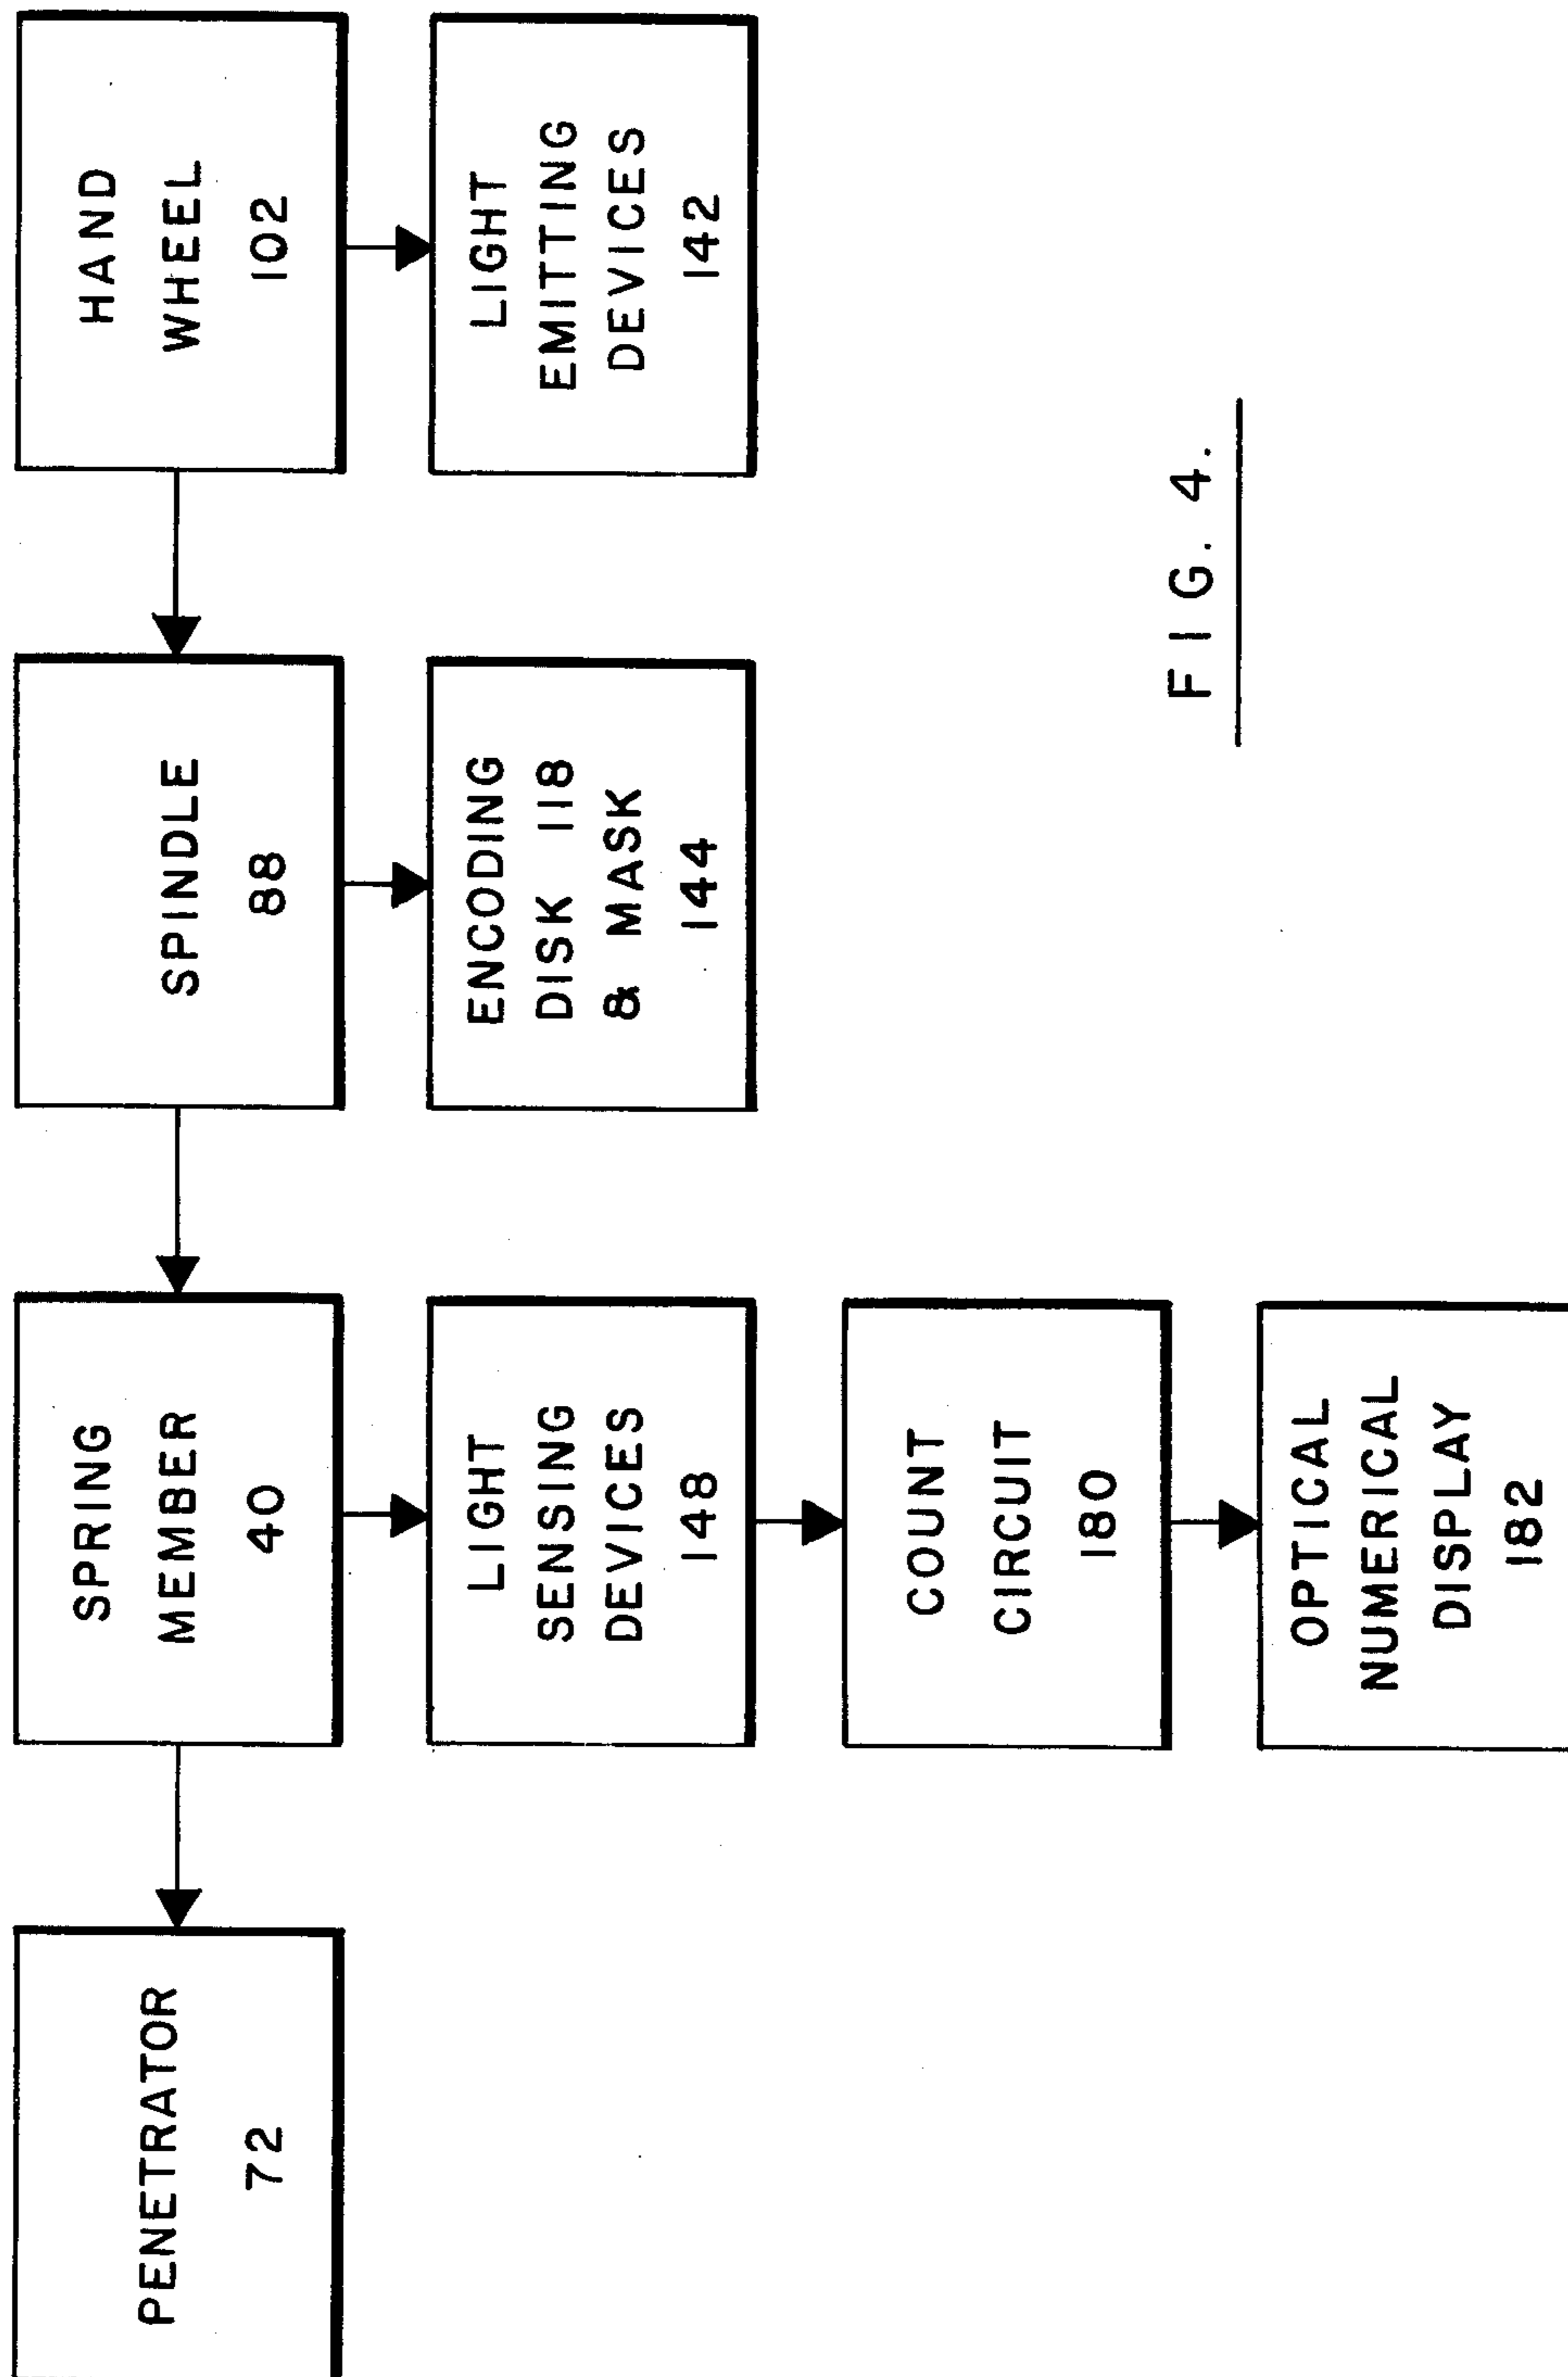 PENETRATOR
72
SPRING
MEMBER
40
SPINDLE
88
HAND
WHEEL
102
LIGHT
SENSING
DEVICES
148
ENCODING
DISK 118
& MASK
144
LIGHT
EMITTING
DEVICES
142
COUNT
CIRCUIT
180
OPTICAL
NUMERICAL
DISPLAY
182
FIG. 4.